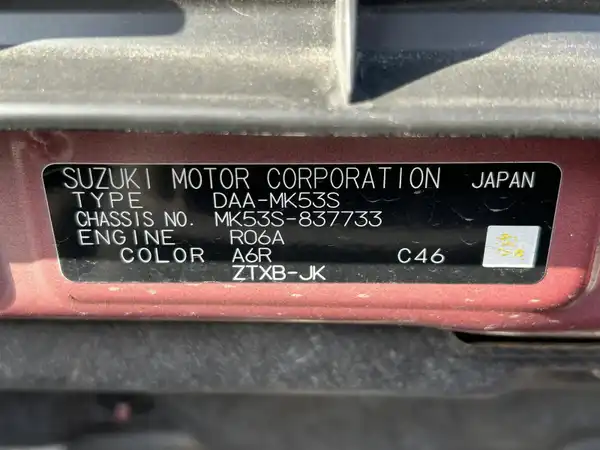 SUZUKI MOTOR CORPORATION JAPAN
TYPE DAA-MK53S
CHASSIS NO. MK53S-837733
ENGINE R06A
COLOR A6R C46
ZTXB-JK